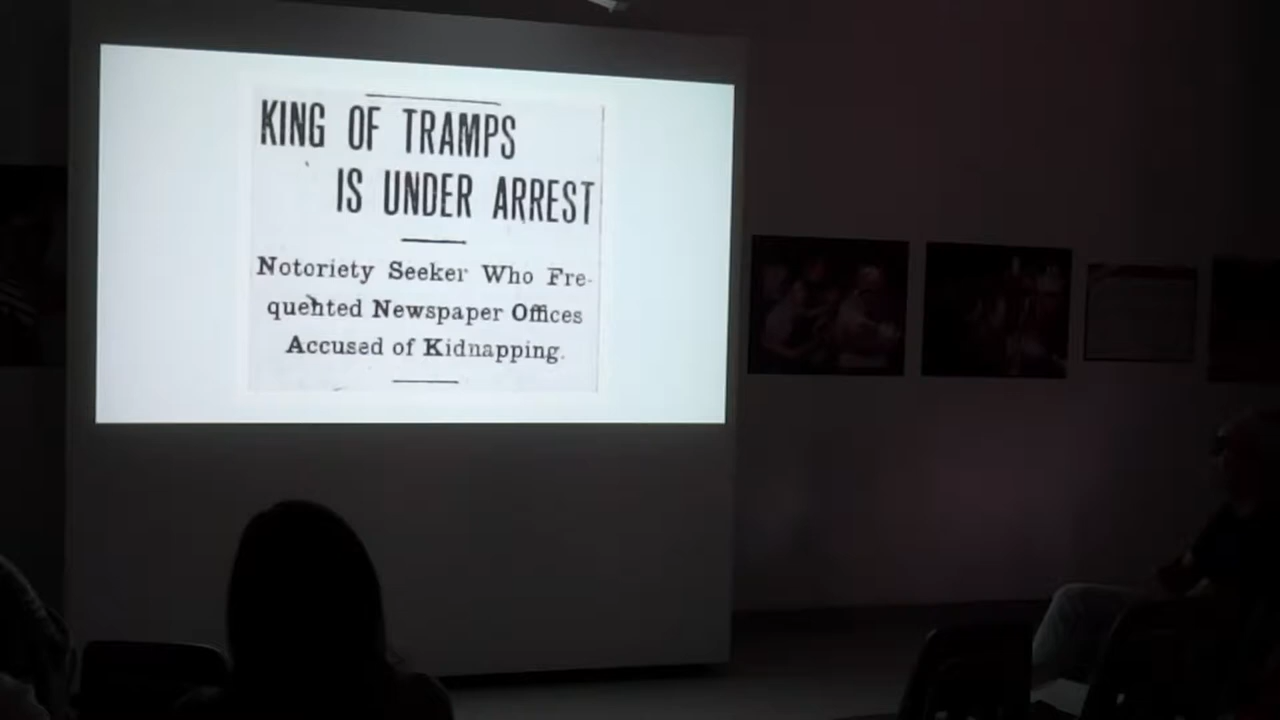 KING OF TRAMPS
IS UNDER ARREST
Notoriety Seeker Who Fre-
quented Newspaper Offices
Accused of Kidnapping.